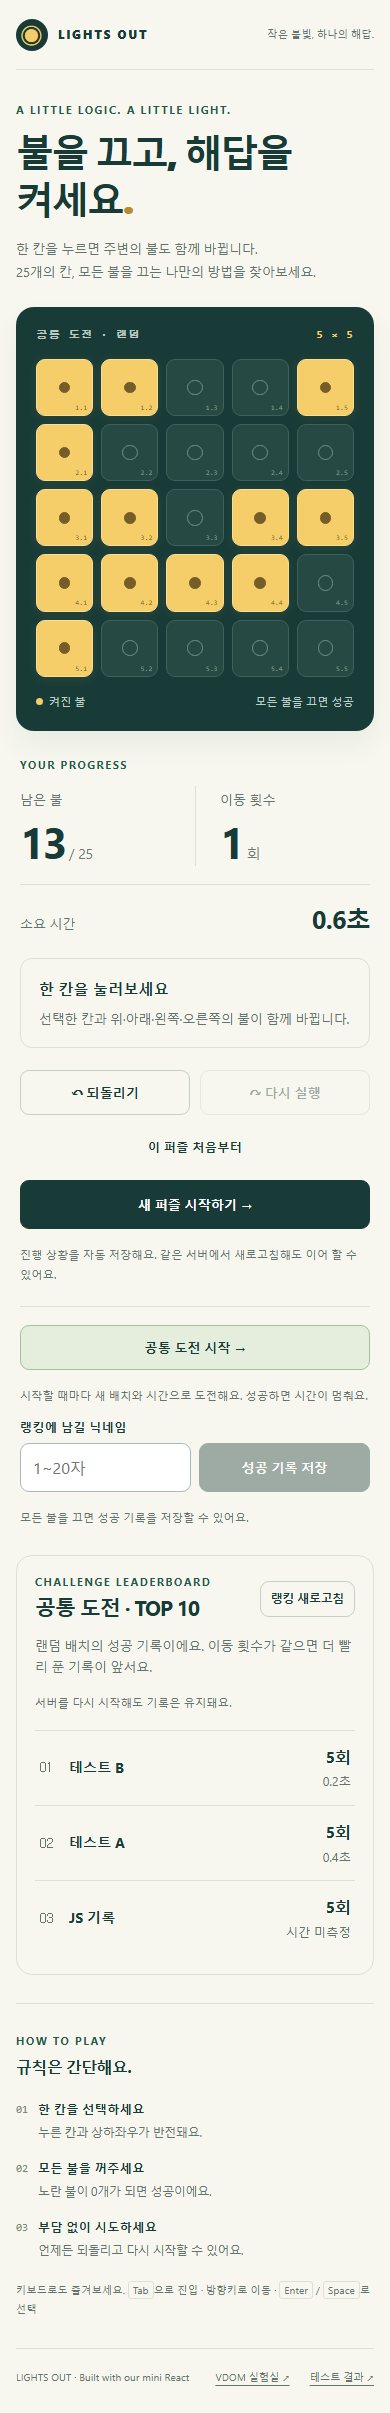 LIGHTS OUT
작은 불빛, 하나의 해답.
A LITTLE LOGIC. A LITTLE LIGHT.
불을 끄고, 해답을
켜세요.
한 칸을 누르면 주변의 불도 함께 바뀝니다.
25개의 칸, 모든 불을 끄는 나만의 방법을 찾아보세요.
공통 도전 · 랜덤
5 × 5
1.1 1.2 1.3 1.4 1.5
2.1 2.2 2.3 2.4 2.5
3.1 3.2 3.3 3.4 3.5
4.1 4.2 4.3 4.4 4.5
5.1 5.2 5.3 5.4 5.5
켜진 불
모든 불을 끄면 성공
YOUR PROGRESS
남은 불
13 / 25
이동 횟수
1 회
소요 시간
0.6초
한 칸을 눌러보세요
선택한 칸과 위·아래·왼쪽·오른쪽의 불이 함께 바뀝니다.
↶ 되돌리기
↷ 다시 실행
이 퍼즐 처음부터
새 퍼즐 시작하기 →
진행 상황을 자동 저장해요. 같은 서버에서 새로고침해도 이어 할 수
있어요.
공통 도전 시작 →
시작할 때마다 새 배치와 시간으로 도전해요. 성공하면 시간이 멈춰요.
랭킹에 남길 닉네임
1~20자
성공 기록 저장
모든 불을 끄면 성공 기록을 저장할 수 있어요.
CHALLENGE LEADERBOARD
공통 도전 · TOP 10
랭킹 새로고침
랜덤 배치의 성공 기록이에요. 이동 횟수가 같으면 더 빨
리 푼 기록이 앞서요.
서버를 다시 시작해도 기록은 유지돼요.
01 테스트 B 5회
0.2초
02 테스트 A 5회
0.4초
03 JS 기록 5회
시간 미측정
HOW TO PLAY
규칙은 간단해요.
01 한 칸을 선택하세요
누른 칸과 상하좌우가 반전돼요.
02 모든 불을 꺼주세요
노란 불이 0개가 되면 성공이에요.
03 부담 없이 시도하세요
언제든 되돌리고 다시 시작할 수 있어요.
키보드로도 즐겨보세요. Tab 으로 진입 · 방향키로 이동 · Enter / Space 로
선택
LIGHTS OUT · Built with our mini React
VDOM 실험실 ↗
테스트 결과 ↗